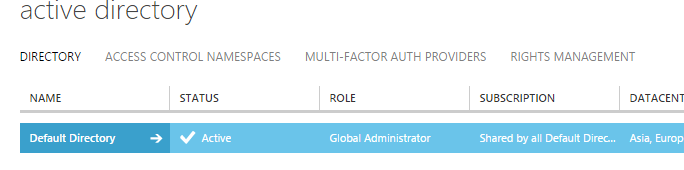 active directory
DIRECTORY ACCESS CONTROL NAMESPACES MULTI-FACTOR AUTH PROVIDERS RIGHTS MANAGEMENT
NAME STATUS ROLE SUBSCRIPTION DATACENT
Default Directory Active Global Administrator Shared by all Default Direc... Asia, Europ